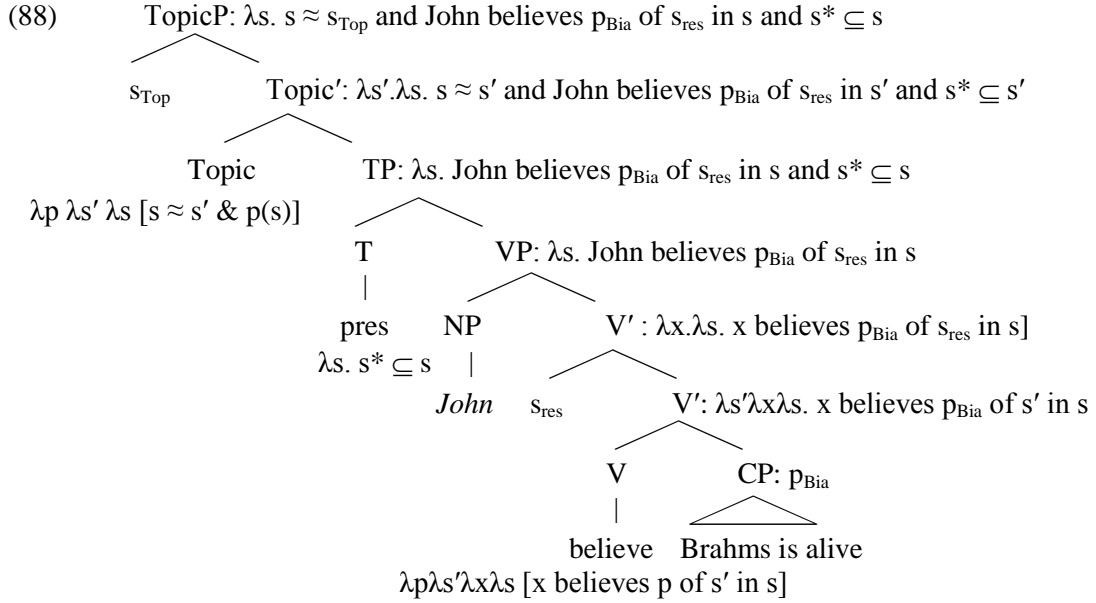 (88) TopicP: λs. s ≈ s_Top and John believes p_Bia of s_res in s and s* ⊆ s
s_Top Topic′: λs′.λs. s ≈ s′ and John believes p_Bia of s_res in s′ and s* ⊆ s′
Topic TP: λs. John believes p_Bia of s_res in s and s* ⊆ s
λp λs′ λs [s ≈ s′ & p(s)]
T VP: λs. John believes p_Bia of s_res in s
pres NP V′ : λx.λs. x believes p_Bia of s_res in s]
λs. s* ⊆ s
John s_res V′: λs′λxλs. x believes p_Bia of s′ in s
V CP: p_Bia
believe Brahms is alive
λpλs′λxλs [x believes p of s′ in s]